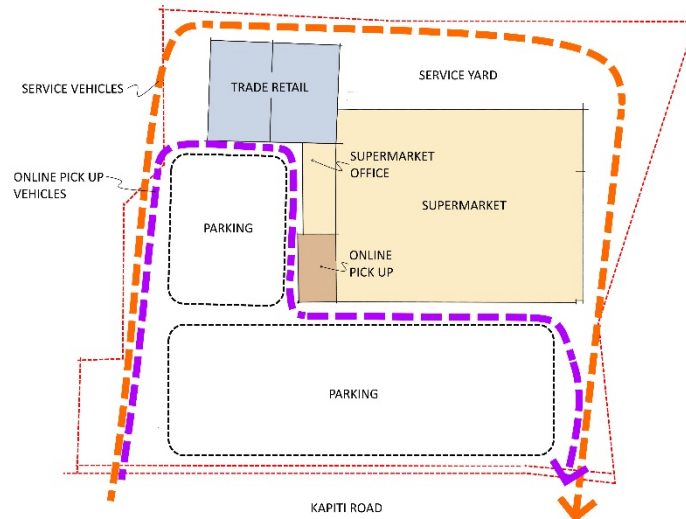 TRADE RETAIL
SERVICE YARD
SERVICE VEHICLES
SUPERMARKET
OFFICE
ONLINE PICK UP
VEHICLES
SUPERMARKET
PARKING
ONLINE
PICK UP
PARKING
KAPITI ROAD